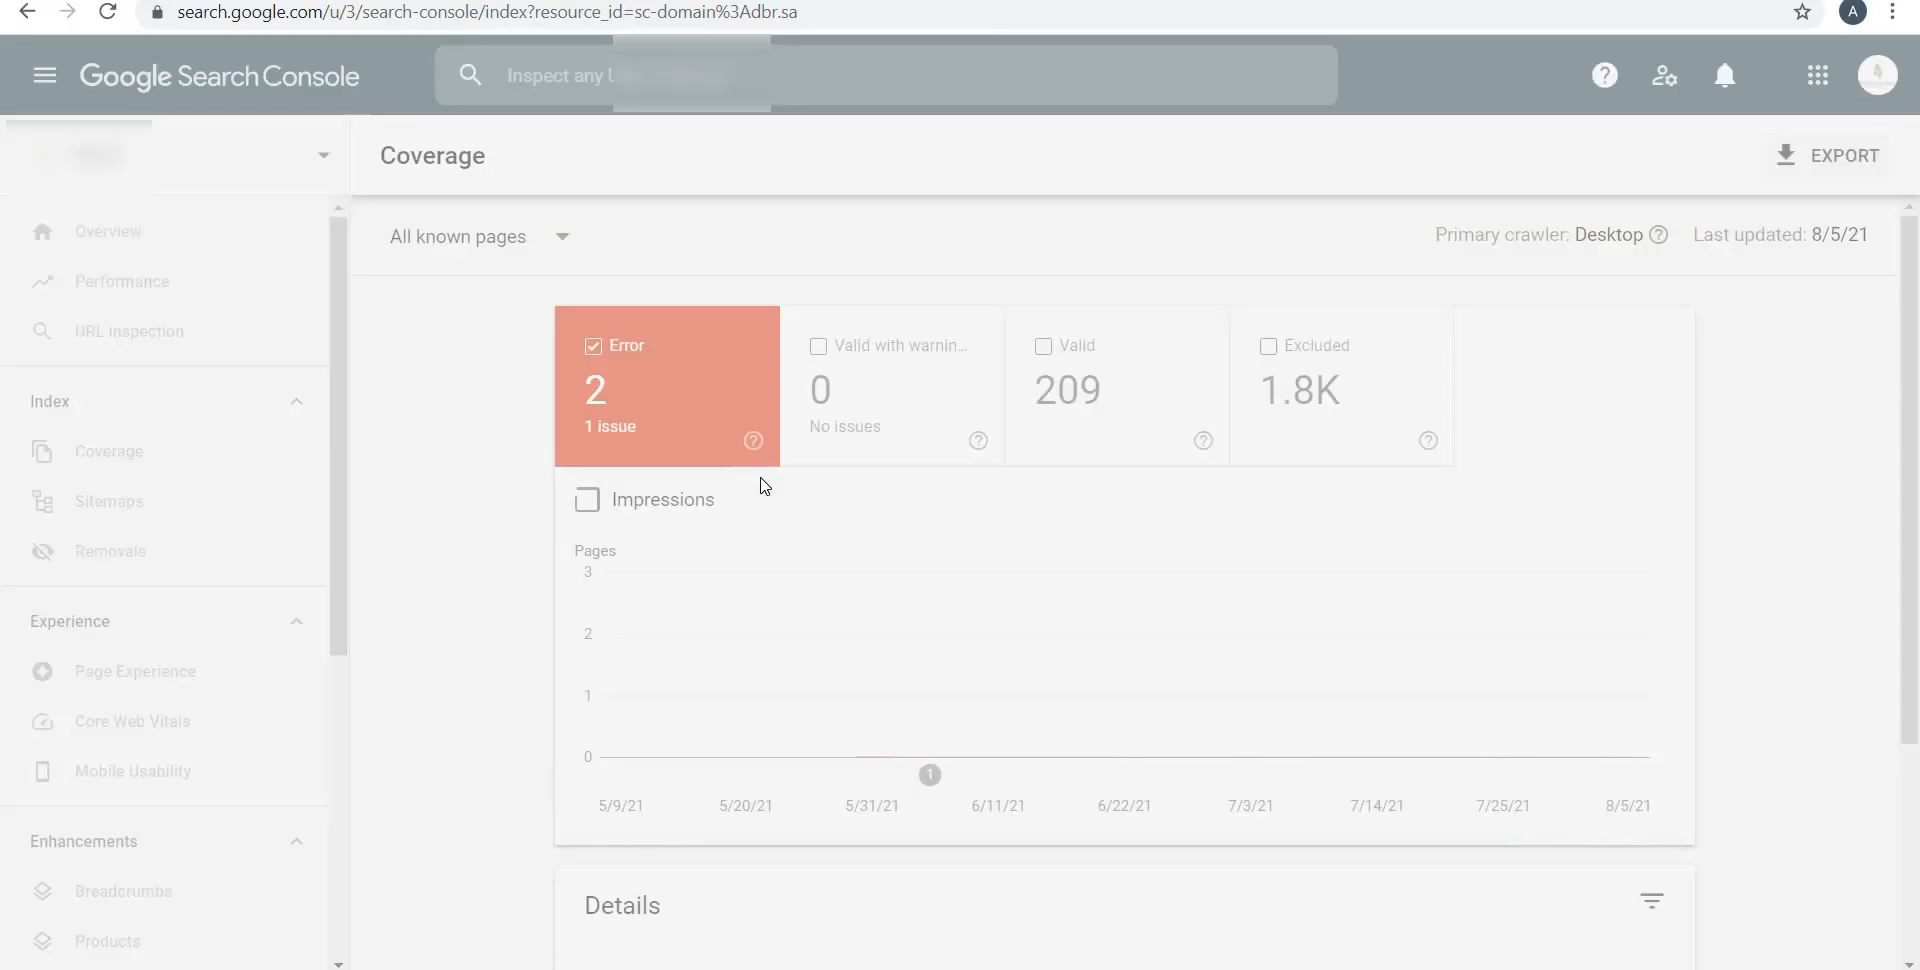 search.google.com/u/3/search-console/index?resource_id=sc-domain%3Adbr.sa
A
Google Search Console
Inspect any
Coverage
EXPORT
Overview
Performance
URL inspection
Index
Coverage
Sitemaps
Removals
Experience
Page Experience
Core Web Vitals
Mobile Usability
Enhancements
Breadcrumbs
Products
All known pages
Primary crawler: Desktop
Last updated: 8/5/21
Error
2
1 issue
Valid with warnin...
0
No issues
Valid
209
Excluded
1.8K
Impressions
Pages
3
2
1
0
1
5/9/21 5/20/21 5/31/21 6/11/21 6/22/21 7/3/21 7/14/21 7/25/21 8/5/21
Details